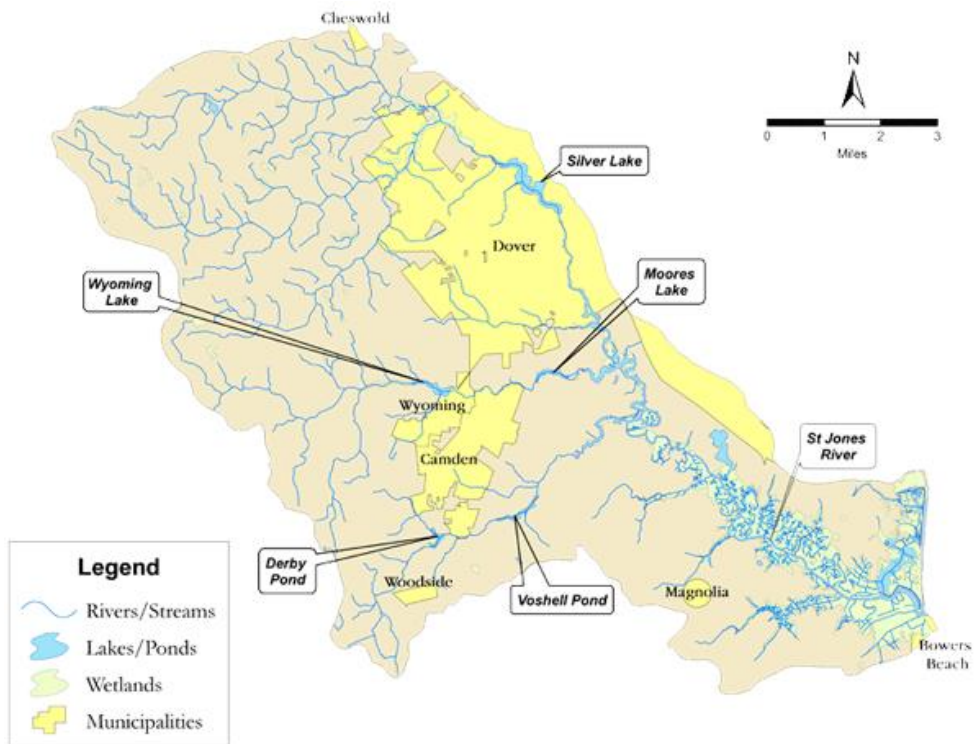 Cheswold
N
0 1 2 3
Miles
Silver Lake
Dover
Wyoming
Lake
Moores
Lake
Wyoming
Camden
St Jones
River
Derby
Pond
Woodside
Voshell Pond
Magnolia
Bowers
Beach
Legend
Rivers/Streams
Lakes/Ponds
Wetlands
Municipalities